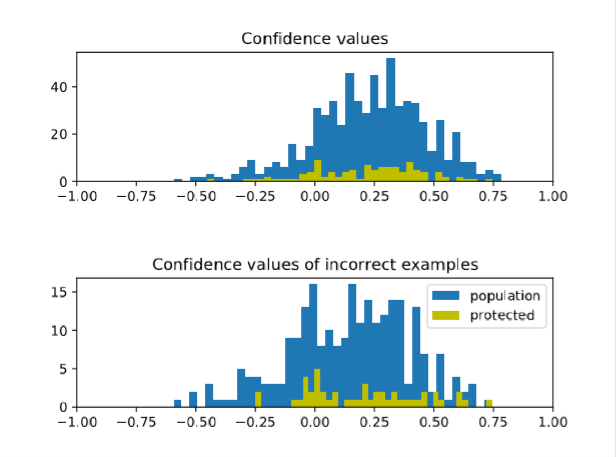 Confidence values
40
20
0
−1.00 −0.75 −0.50 −0.25 0.00 0.25 0.50 0.75 1.00
Confidence values of incorrect examples
15
population
protected
10
5
0
−1.00 −0.75 −0.50 −0.25 0.00 0.25 0.50 0.75 1.00